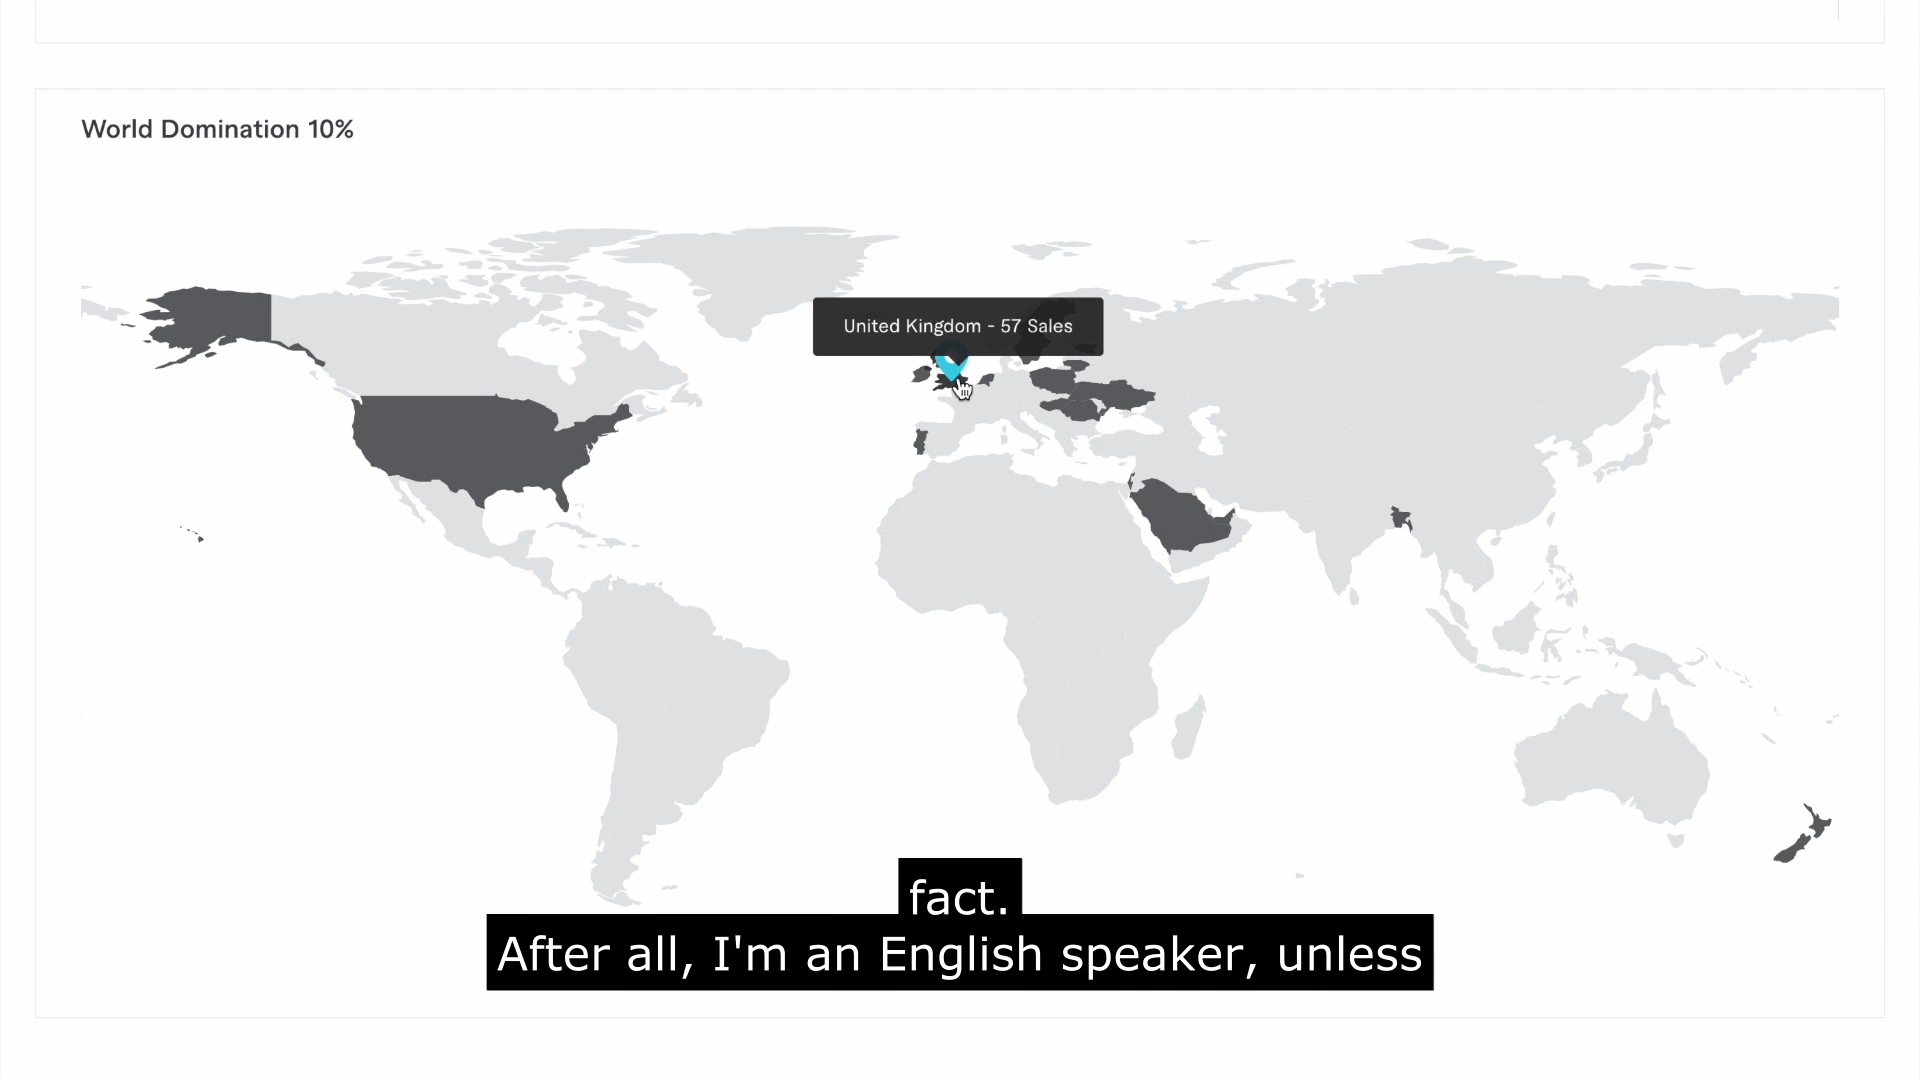 World Domination 10%
United Kingdom - 57 Sales
fact.
After all, I'm an English speaker, unless